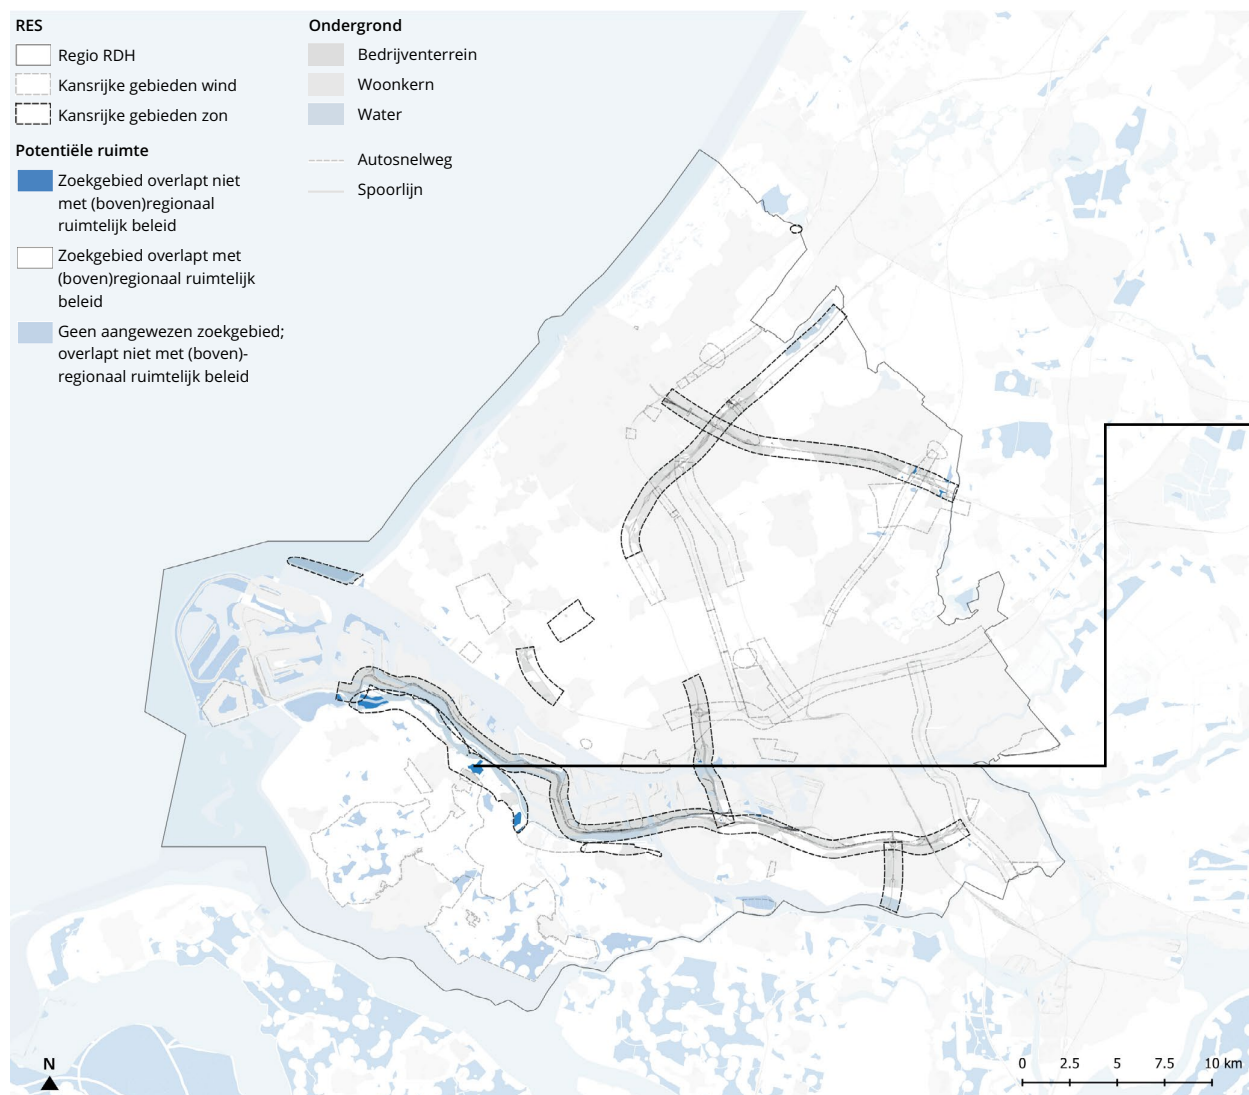 RES
Regio RDH
Kansrijke gebieden wind
Kansrijke gebieden zon
Potentiële ruimte
Zoekgebied overlapt niet
met (boven)regionaal
ruimtelijk beleid
Zoekgebied overlapt met
(boven)regionaal ruimtelijk
beleid
Geen aangewezen zoekgebied;
overlapt niet met (boven)-
regionaal ruimtelijk beleid
Ondergrond
Bedrijventerrein
Woonkern
Water
Autosnelweg
Spoorlijn
N
0 2.5 5 7.5 10 km